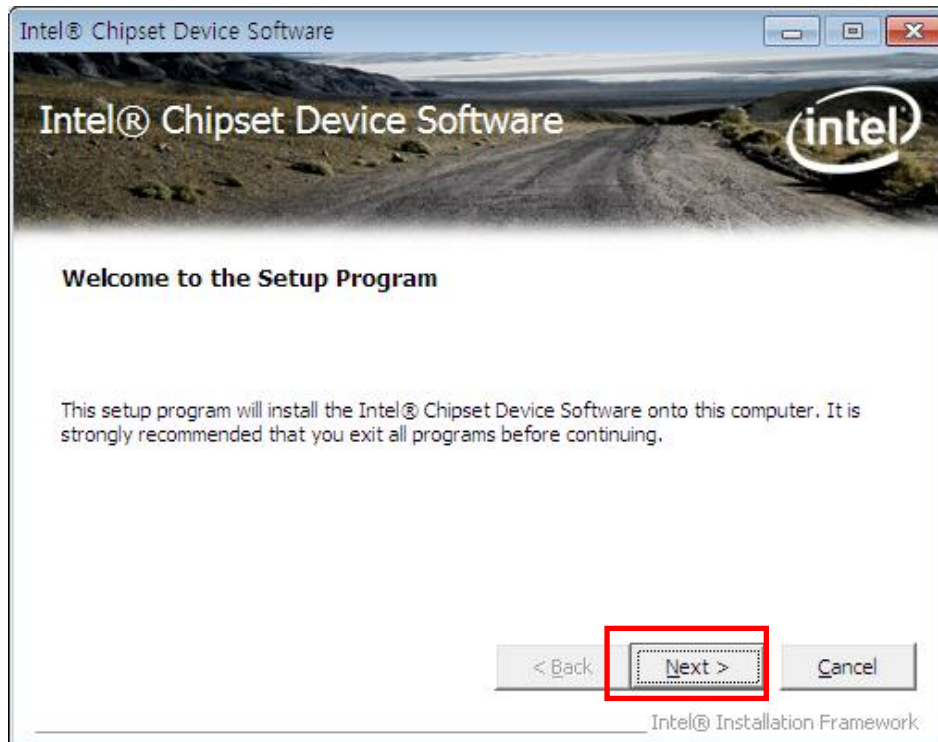 Intel® Chipset Device Software
Intel® Chipset Device Software
intel
Welcome to the Setup Program
This setup program will install the Intel® Chipset Device Software onto this computer. It is
strongly recommended that you exit all programs before continuing.
< Back Next > Cancel
Intel® Installation Framework